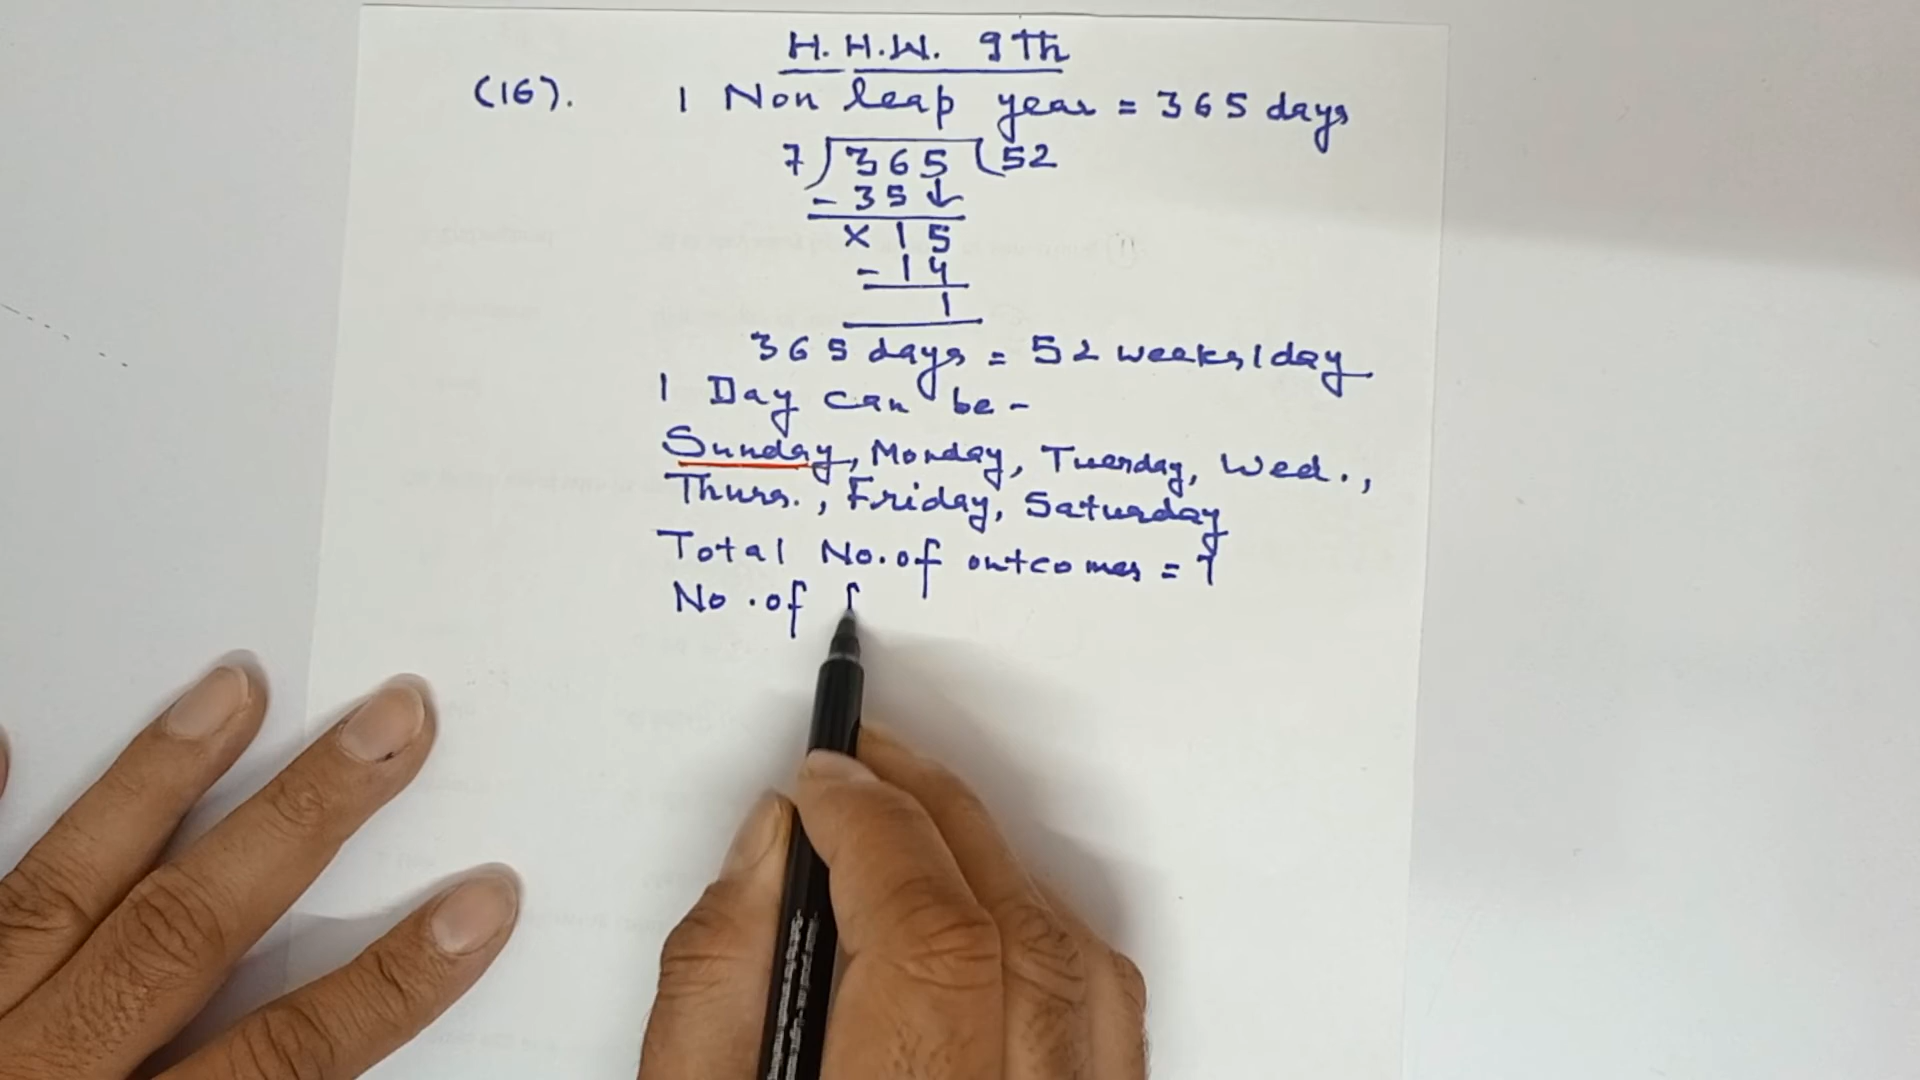 H.H.W. 9Th
(16). 1 Non leap year = 365 days
7)365(52
-35↓
×15
-14
1
365 days = 52 weeks 1 day
1 Day can be -
Sunday, Monday, Tuesday, Wed.,
Thurs., Friday, Saturday
Total No. of outcomes = 7
No. of f